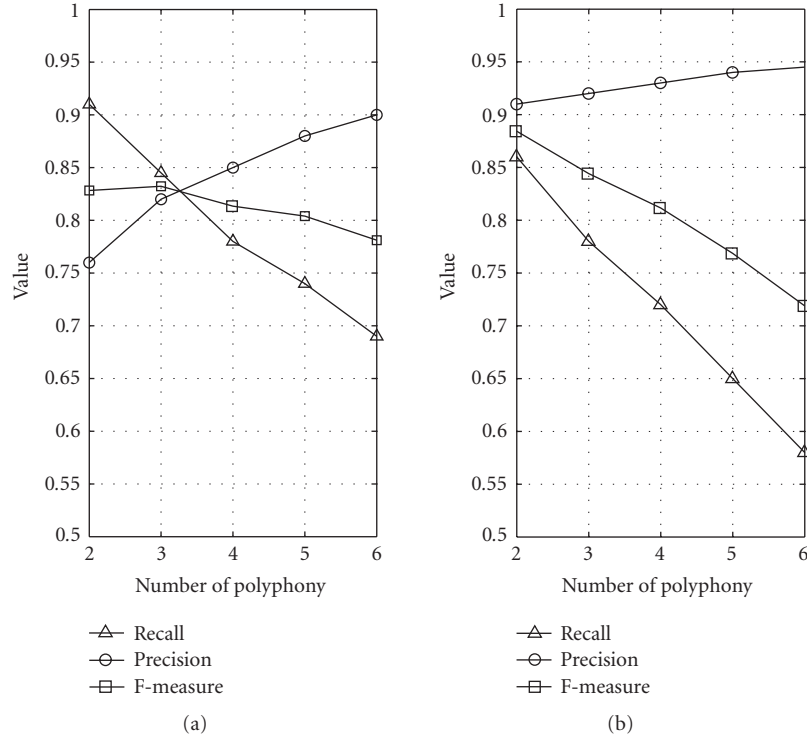 1
0.95
0.9
0.85
0.8
0.75
0.7
0.65
0.6
0.55
0.5
Value
2 3 4 5 6
Number of polyphony
Recall
Precision
F-measure
(a)
1
0.95
0.9
0.85
0.8
0.75
0.7
0.65
0.6
0.55
0.5
Value
2 3 4 5 6
Number of polyphony
Recall
Precision
F-measure
(b)